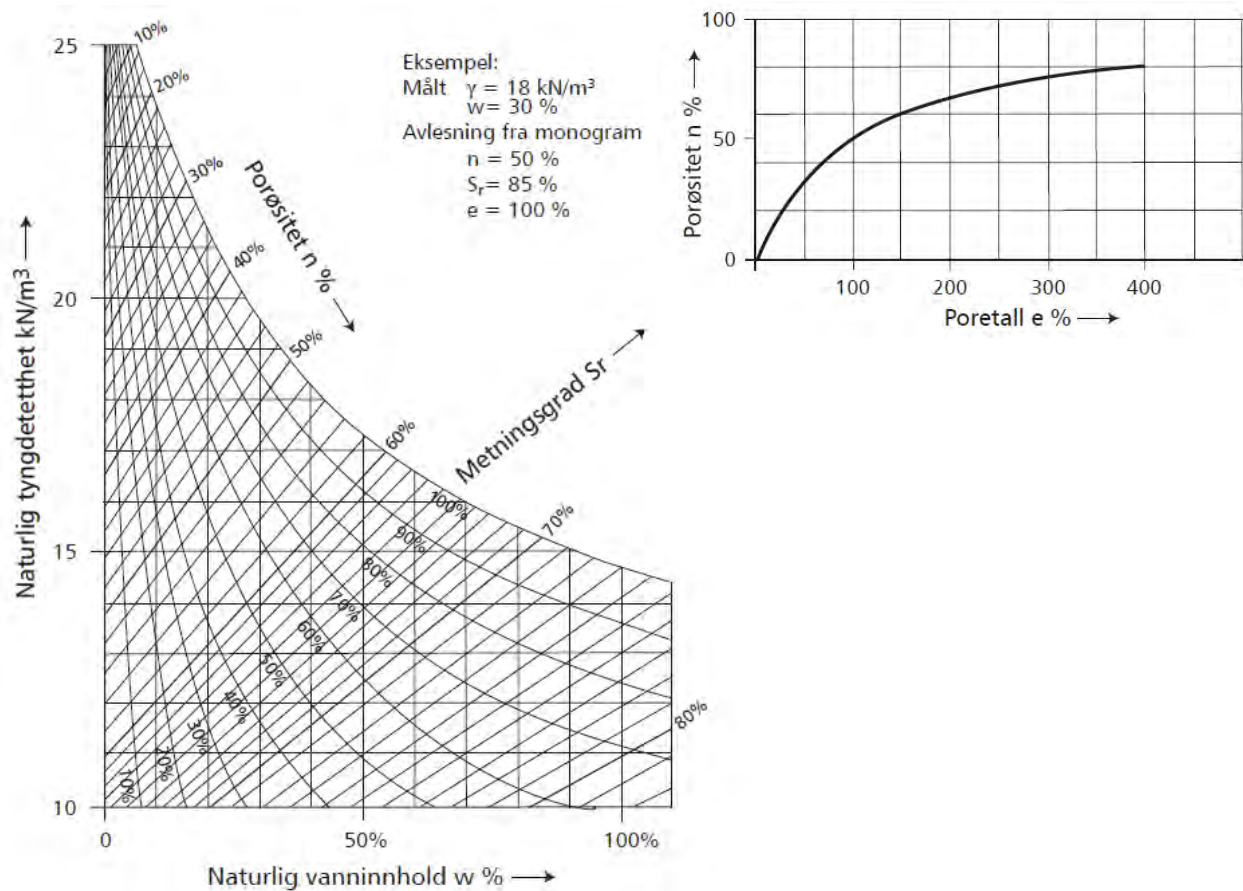 25
20
15
10
Naturlig tyngdetetthet kN/m³
0
50%
100%
Naturlig vanninnhold w %
10%
20%
30%
40%
50%
60%
70%
80%
Porøsitet n %
Metningsgrad Sr
100%
90%
80%
70%
60%
50%
40%
30%
20%
10%
Eksempel:
Målt γ = 18 kN/m³
w= 30 %
Avlesning fra monogram
n = 50 %
Sr= 85 %
e = 100 %
100
50
0
Porøsitet n %
100 200 300 400
Poretall e %